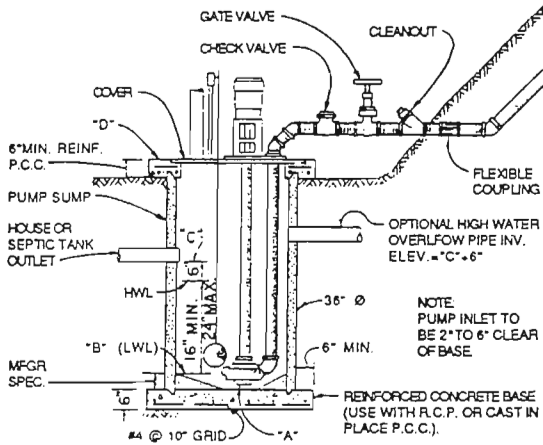 GATE VALVE
CHECK VALVE
CLEANOUT
COVER
"D"
6"MIN. REINF.
P.C.C.
FLEXIBLE
COUPLING
PUMP SUMP
HOUSE OR
SEPTIC TANK
OUTLET
"C"
6"
HWL
16" MIN.
24" MAX.
OPTIONAL HIGH WATER
OVERLFOW PIPE INV.
ELEV. = "C"+6"
36" Ø
NOTE:
PUMP INLET TO
BE 2" TO 6" CLEAR
OF BASE
"B" (LWL)
6" MIN.
MFGR
SPEC.
6"
REINFORCED CONCRETE BASE
(USE WITH R.C.P. OR CAST IN
PLACE P.C.C.)
#4 @ 10" GRID
"A"